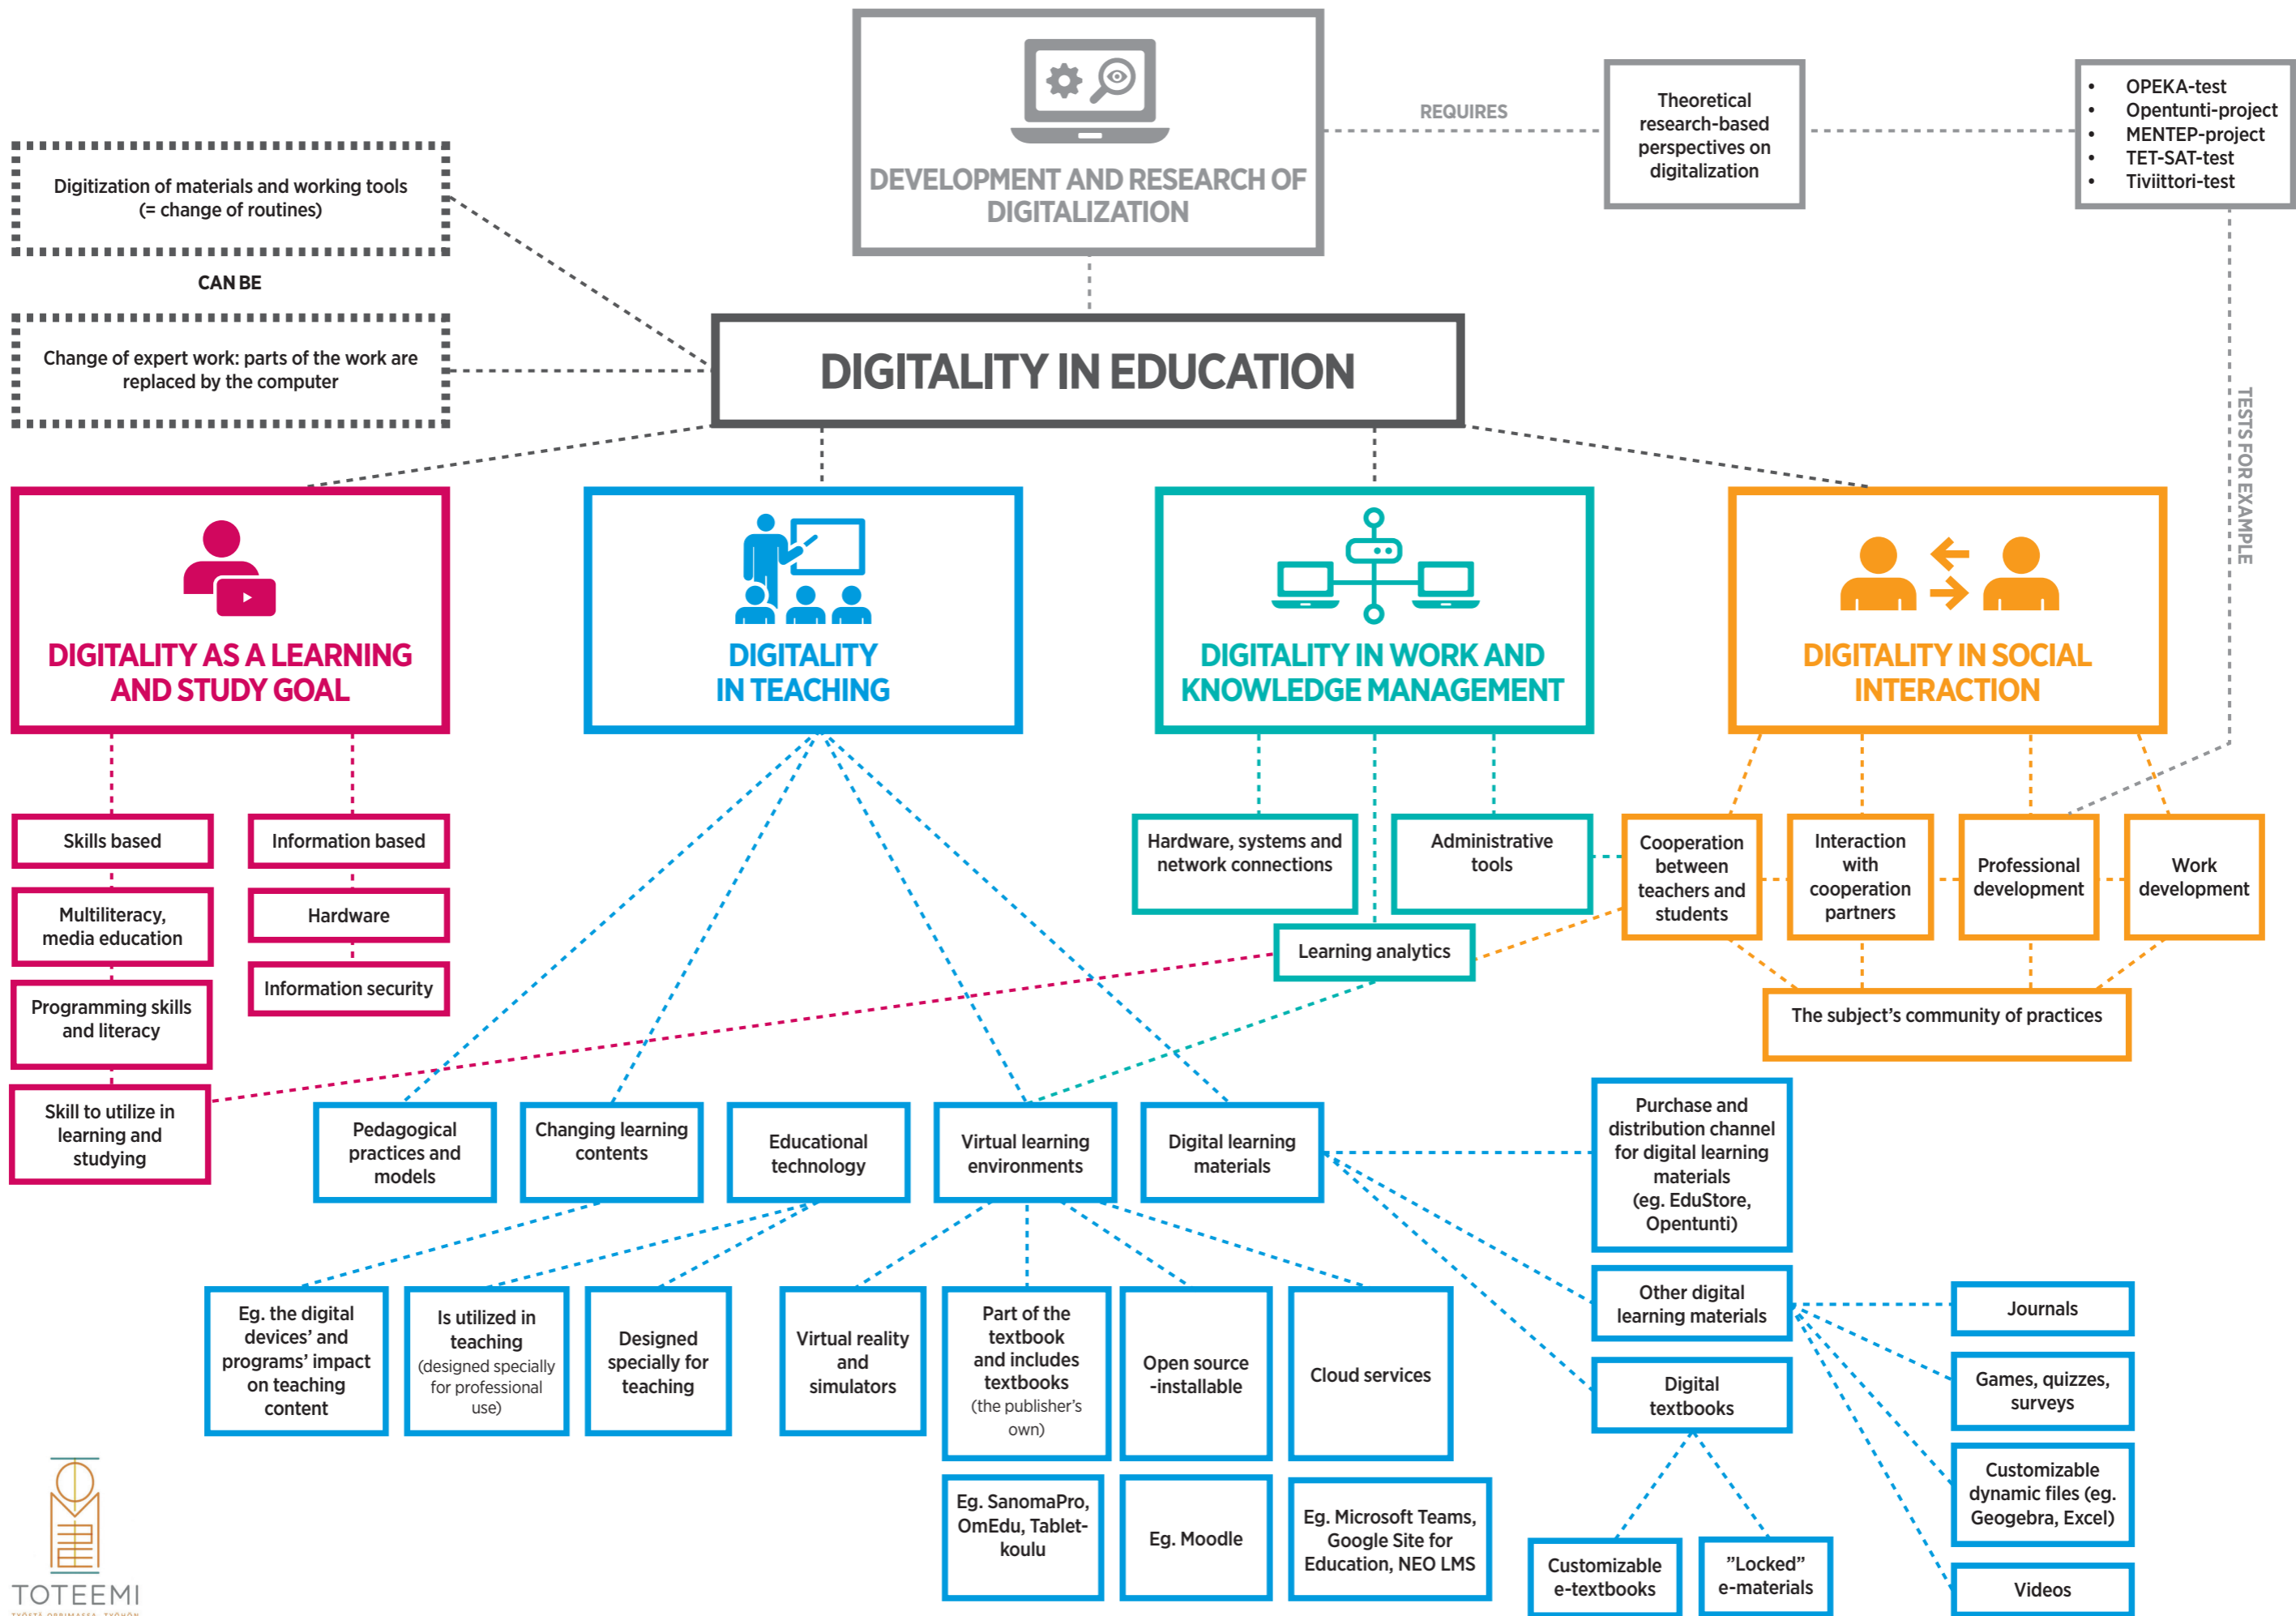 DEVELOPMENT AND RESEARCH OF
DIGITALIZATION
REQUIRES
Theoretical
research-based
perspectives on
digitalization
• OPEKA-test
• Opentunti-project
• MENTEP-project
• TET-SAT-test
• Tiviittori-test
TESTS FOR EXAMPLE
Digitization of materials and working tools
(= change of routines)
CAN BE
Change of expert work: parts of the work are
replaced by the computer
DIGITALITY IN EDUCATION
DIGITALITY AS A LEARNING
AND STUDY GOAL
DIGITALITY
IN TEACHING
DIGITALITY IN WORK AND
KNOWLEDGE MANAGEMENT
DIGITALITY IN SOCIAL
INTERACTION
Skills based
Multiliteracy,
media education
Programming skills
and literacy
Skill to utilize in
learning and
studying
Information based
Hardware
Information security
Hardware, systems and
network connections
Administrative
tools
Learning analytics
Cooperation
between
teachers and
students
Interaction
with
cooperation
partners
Professional
development
Work
development
The subject’s community of practices
Pedagogical
practices and
models
Changing learning
contents
Educational
technology
Virtual learning
environments
Digital learning
materials
Purchase and
distribution channel
for digital learning
materials
(eg. EduStore,
Opentunti)
Other digital
learning materials
Digital
textbooks
Journals
Games, quizzes,
surveys
Customizable
dynamic files (eg.
Geogebra, Excel)
Videos
Eg. the digital
devices’ and
programs’ impact
on teaching
content
Is utilized in
teaching
(designed specially
for professional
use)
Designed
specially for
teaching
Virtual reality
and
simulators
Part of the
textbook
and includes
textbooks
(the publisher’s
own)
Open source
-installable
Cloud services
Eg. SanomaPro,
OmEdu, Tablet-
koulu
Eg. Moodle
Eg. Microsoft Teams,
Google Site for
Education, NEO LMS
Customizable
e-textbooks
”Locked”
e-materials
TOTEEMI